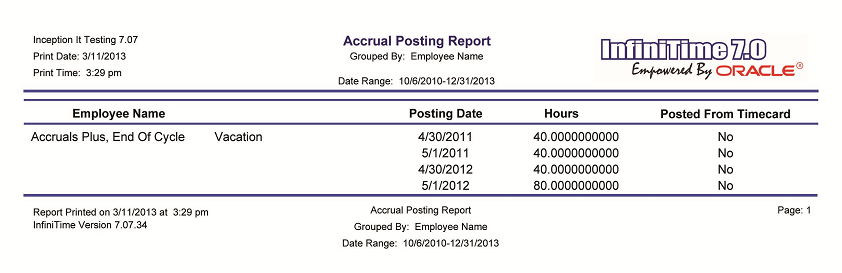 Inception It Testing 7.07
Print Date: 3/11/2013
Print Time: 3:29 pm
Accrual Posting Report
Grouped By: Employee Name
Date Range: 10/6/2010-12/31/2013
InfiniTime 7.0
Empowered By ORACLE®
Employee Name Posting Date Hours Posted From Timecard
Accruals Plus, End Of Cycle Vacation 4/30/2011 40.0000000000 No
5/1/2011 40.0000000000 No
4/30/2012 40.0000000000 No
5/1/2012 80.0000000000 No
Report Printed on 3/11/2013 at 3:29 pm
InfiniTime Version 7.07.34
Accrual Posting Report
Grouped By: Employee Name
Date Range: 10/6/2010-12/31/2013
Page: 1